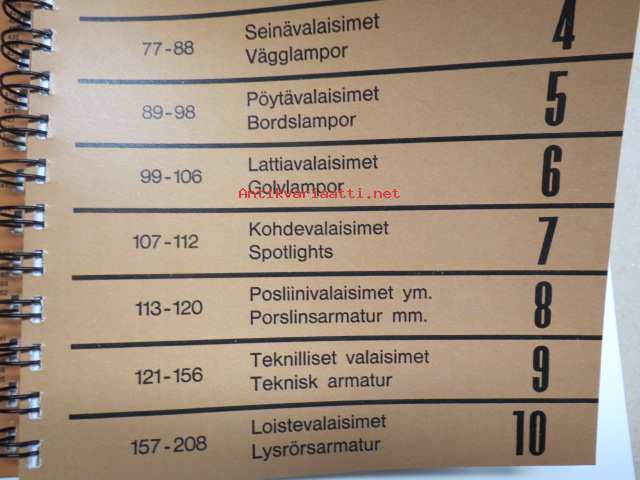 77-88 Seinävalaisimet 4
Vägglampor
89-98 Pöytävalaisimet 5
Bordslampor
99-106 Lattiavalaisimet 6
Antikvariaatti.net
Golvlampor
107-112 Kohdevalaisimet 7
Spotlights
113-120 Posliinivalaisimet ym. 8
Porslinsarmatur mm.
121-156 Teknilliset valaisimet 9
Teknisk armatur
157-208 Loistevalaisimet 10
Lysrörsarmatur